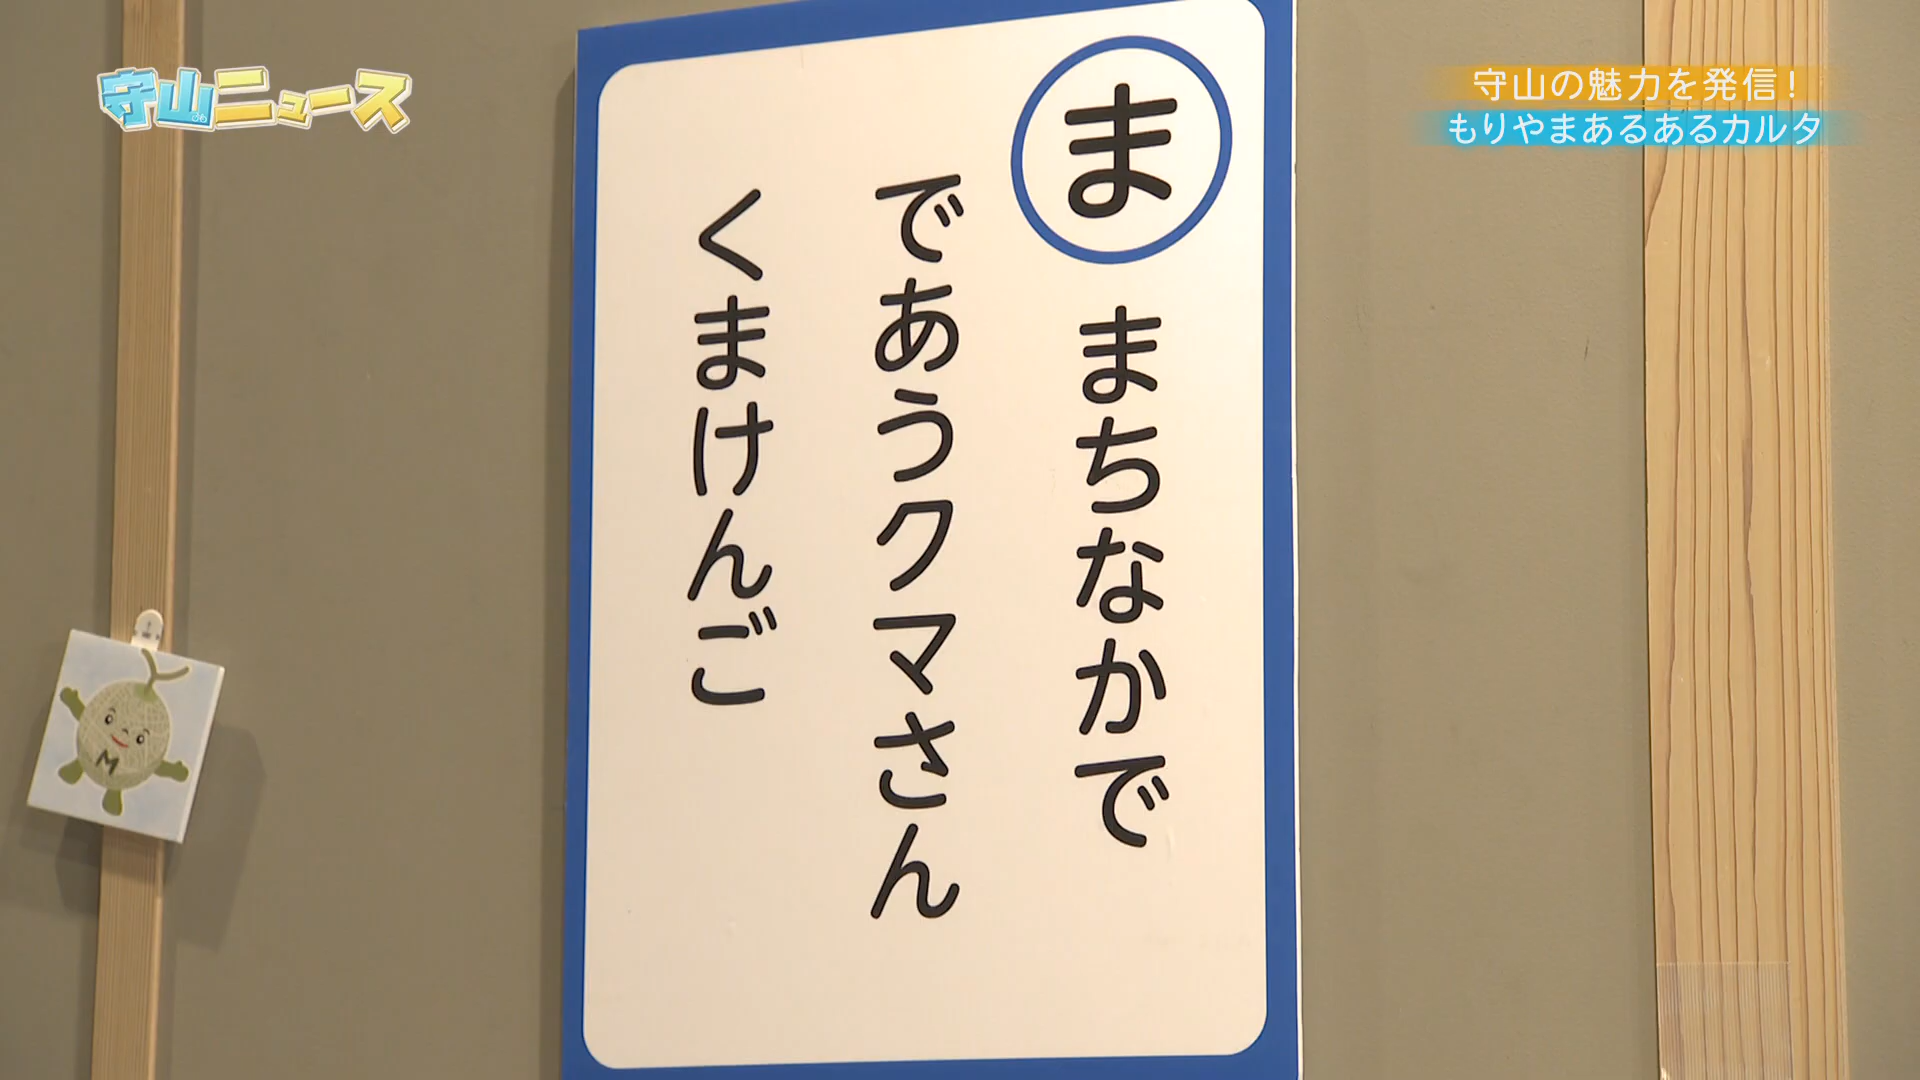 守山ニュース
守山の魅力を発信！
もりやまあるあるカルタ
ま
まちなかで
であうクマさん
くまけんご
M